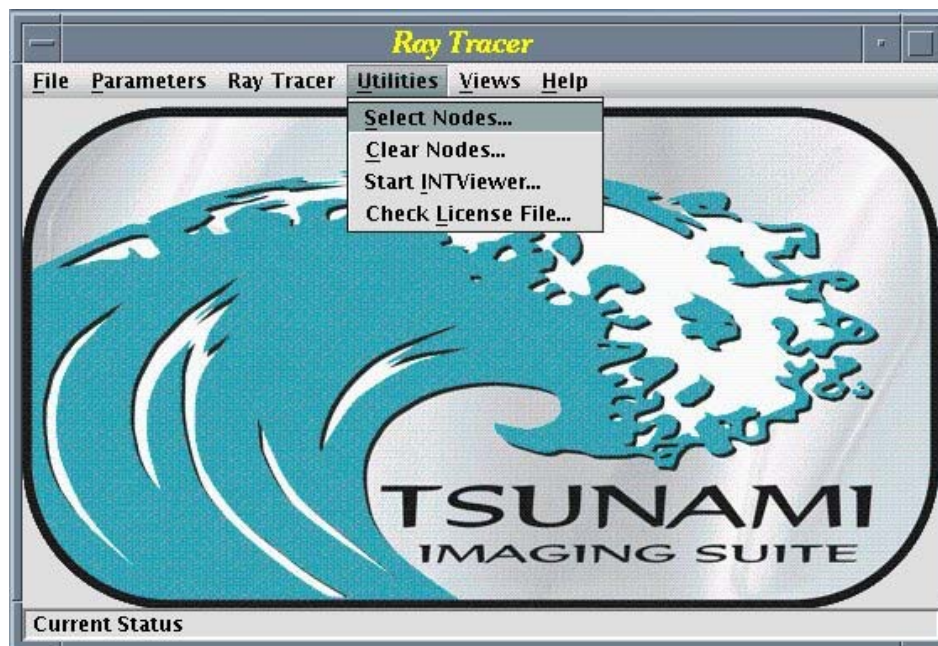 Ray Tracer
File Parameters Ray Tracer Utilities Views Help
Select Nodes...
Clear Nodes...
Start INTViewer...
Check License File...
TSUNAMI
IMAGING SUITE
Current Status